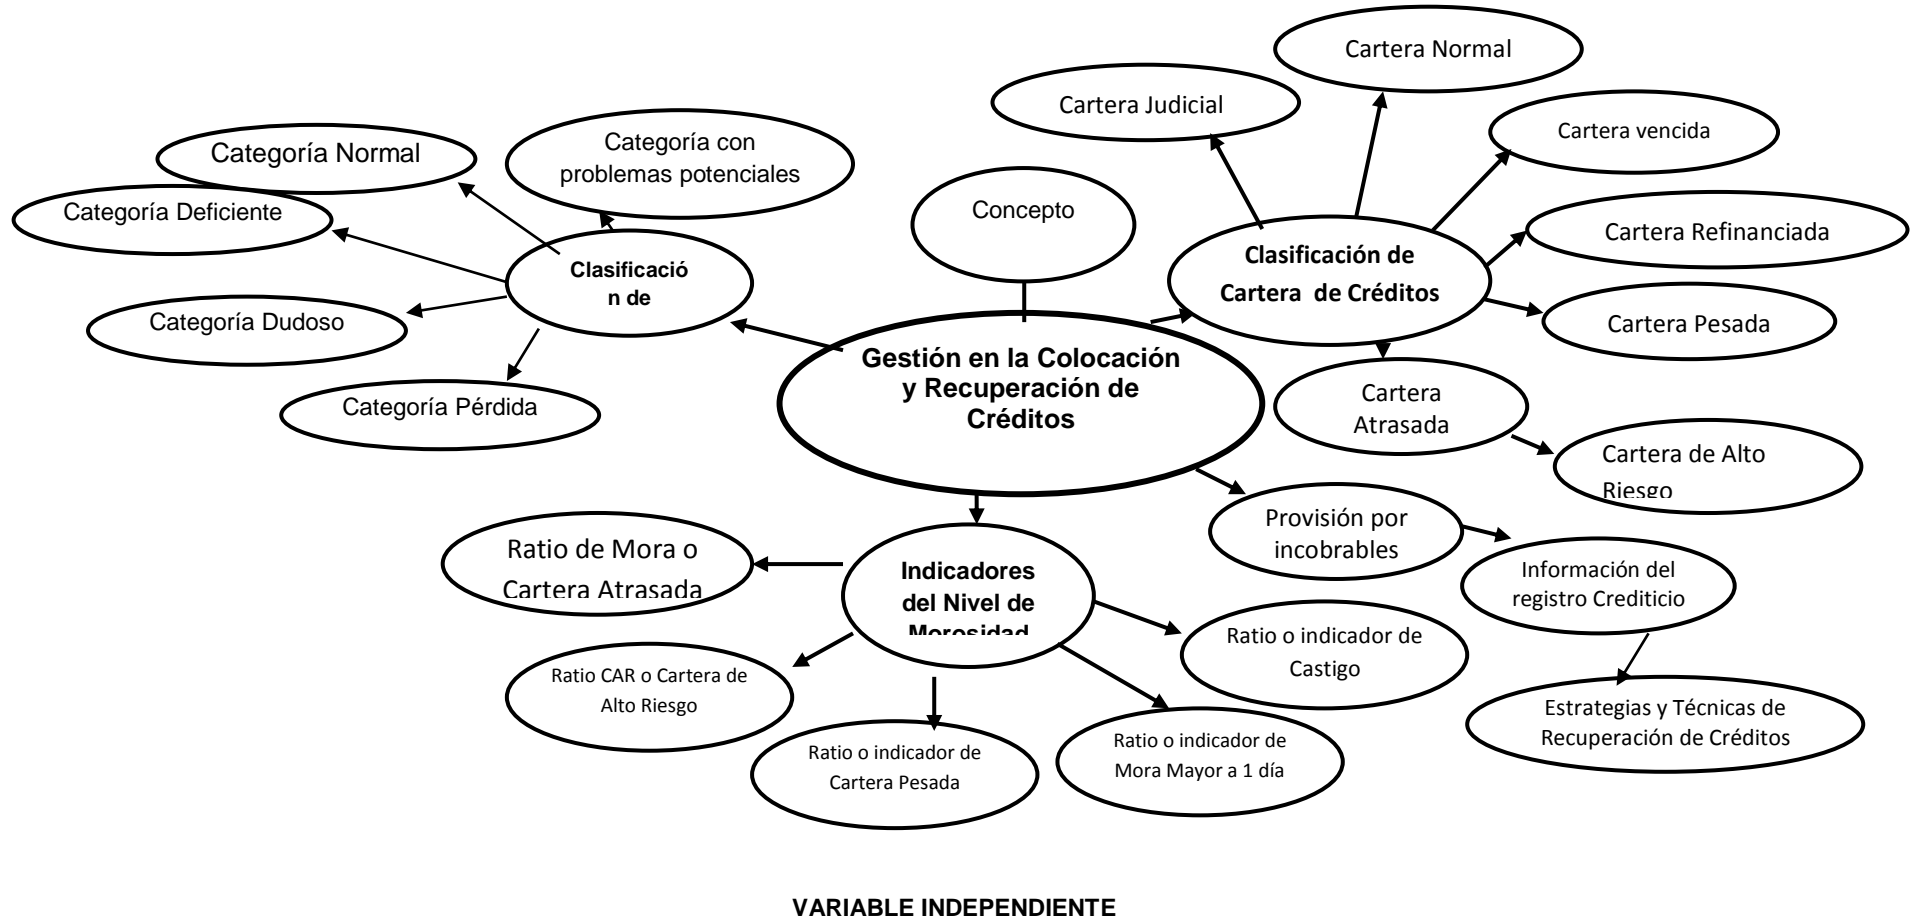 Cartera Normal
Cartera Judicial
Cartera vencida
Categoría con
problemas potenciales
Categoría Normal
Categoría Deficiente
Concepto
Cartera Refinanciada
Clasificación de
Cartera de Créditos
Clasificació
n de
Categoría Dudoso
Cartera Pesada
Gestión en la Colocación
y Recuperación de
Créditos
Categoría Pérdida
Cartera
Atrasada
Cartera de Alto
Riesgo
Provisión por
incobrables
Ratio de Mora o
Cartera Atrasada
Indicadores
del Nivel de
Morosidad
Información del
registro Crediticio
Ratio o indicador de
Castigo
Ratio CAR o Cartera de
Alto Riesgo
Estrategias y Técnicas de
Recuperación de Créditos
Ratio o indicador de
Cartera Pesada
Ratio o indicador de
Mora Mayor a 1 día
VARIABLE INDEPENDIENTE